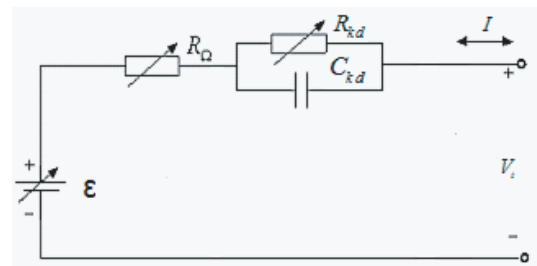 R_kd
I
R_Ω
C_kd
+
+
ε
V_t
-
-